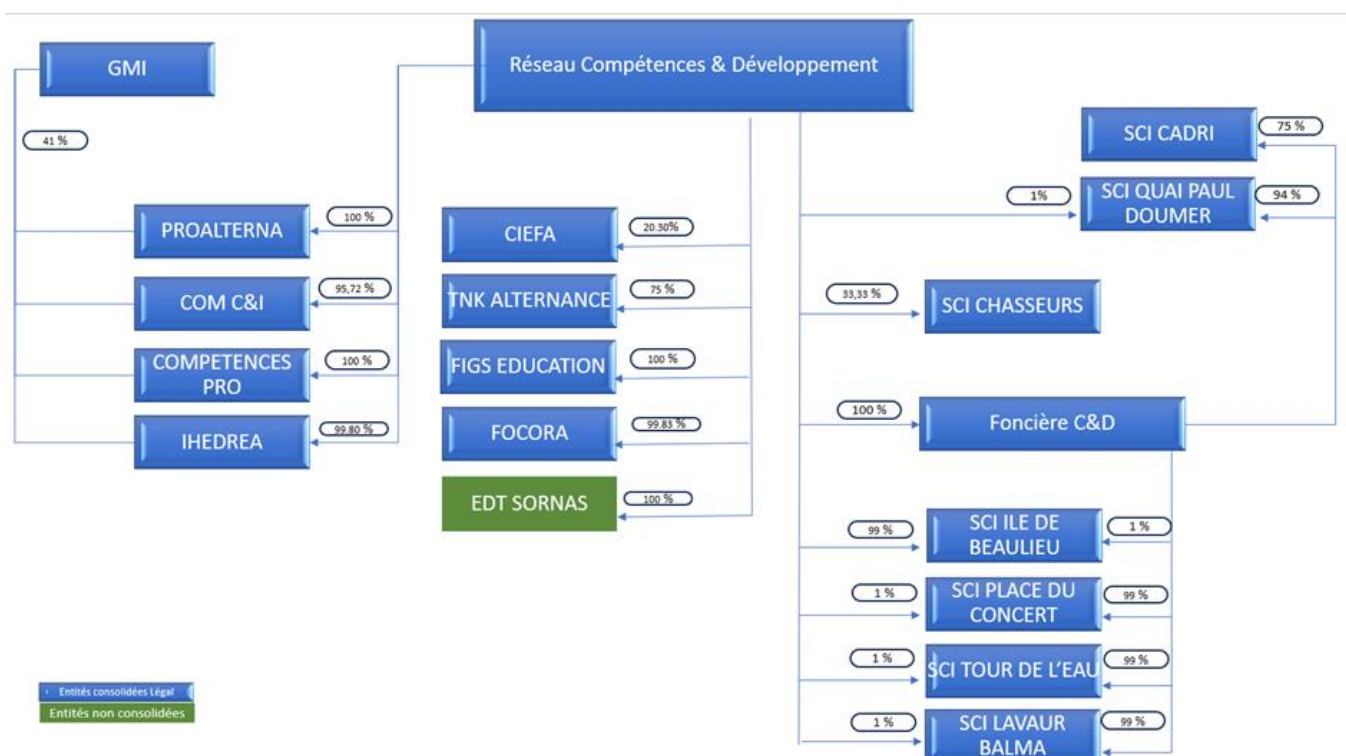 GMI
Réseau Compétences & Développement
41 %
SCI CADRI
75 %
1%
SCI QUAI PAUL
DOUMER
94 %
PROALTERNA
100 %
CIEFA
20.30%
COM C&I
95,72 %
TNK ALTERNANCE
75 %
33,33 %
SCI CHASSEURS
COMPETENCES
PRO
100 %
FIGS EDUCATION
100 %
IHEDREA
99.80 %
FOCORA
99.83 %
100 %
Foncière C&D
EDT SORNAS
100 %
99 %
SCI ILE DE
BEAULIEU
1 %
1 %
SCI PLACE DU
CONCERT
99 %
1 %
SCI TOUR DE L'EAU
99 %
1 %
SCI LAVAUR
BALMA
99 %
Entités consolidées Légal
Entités non consolidées